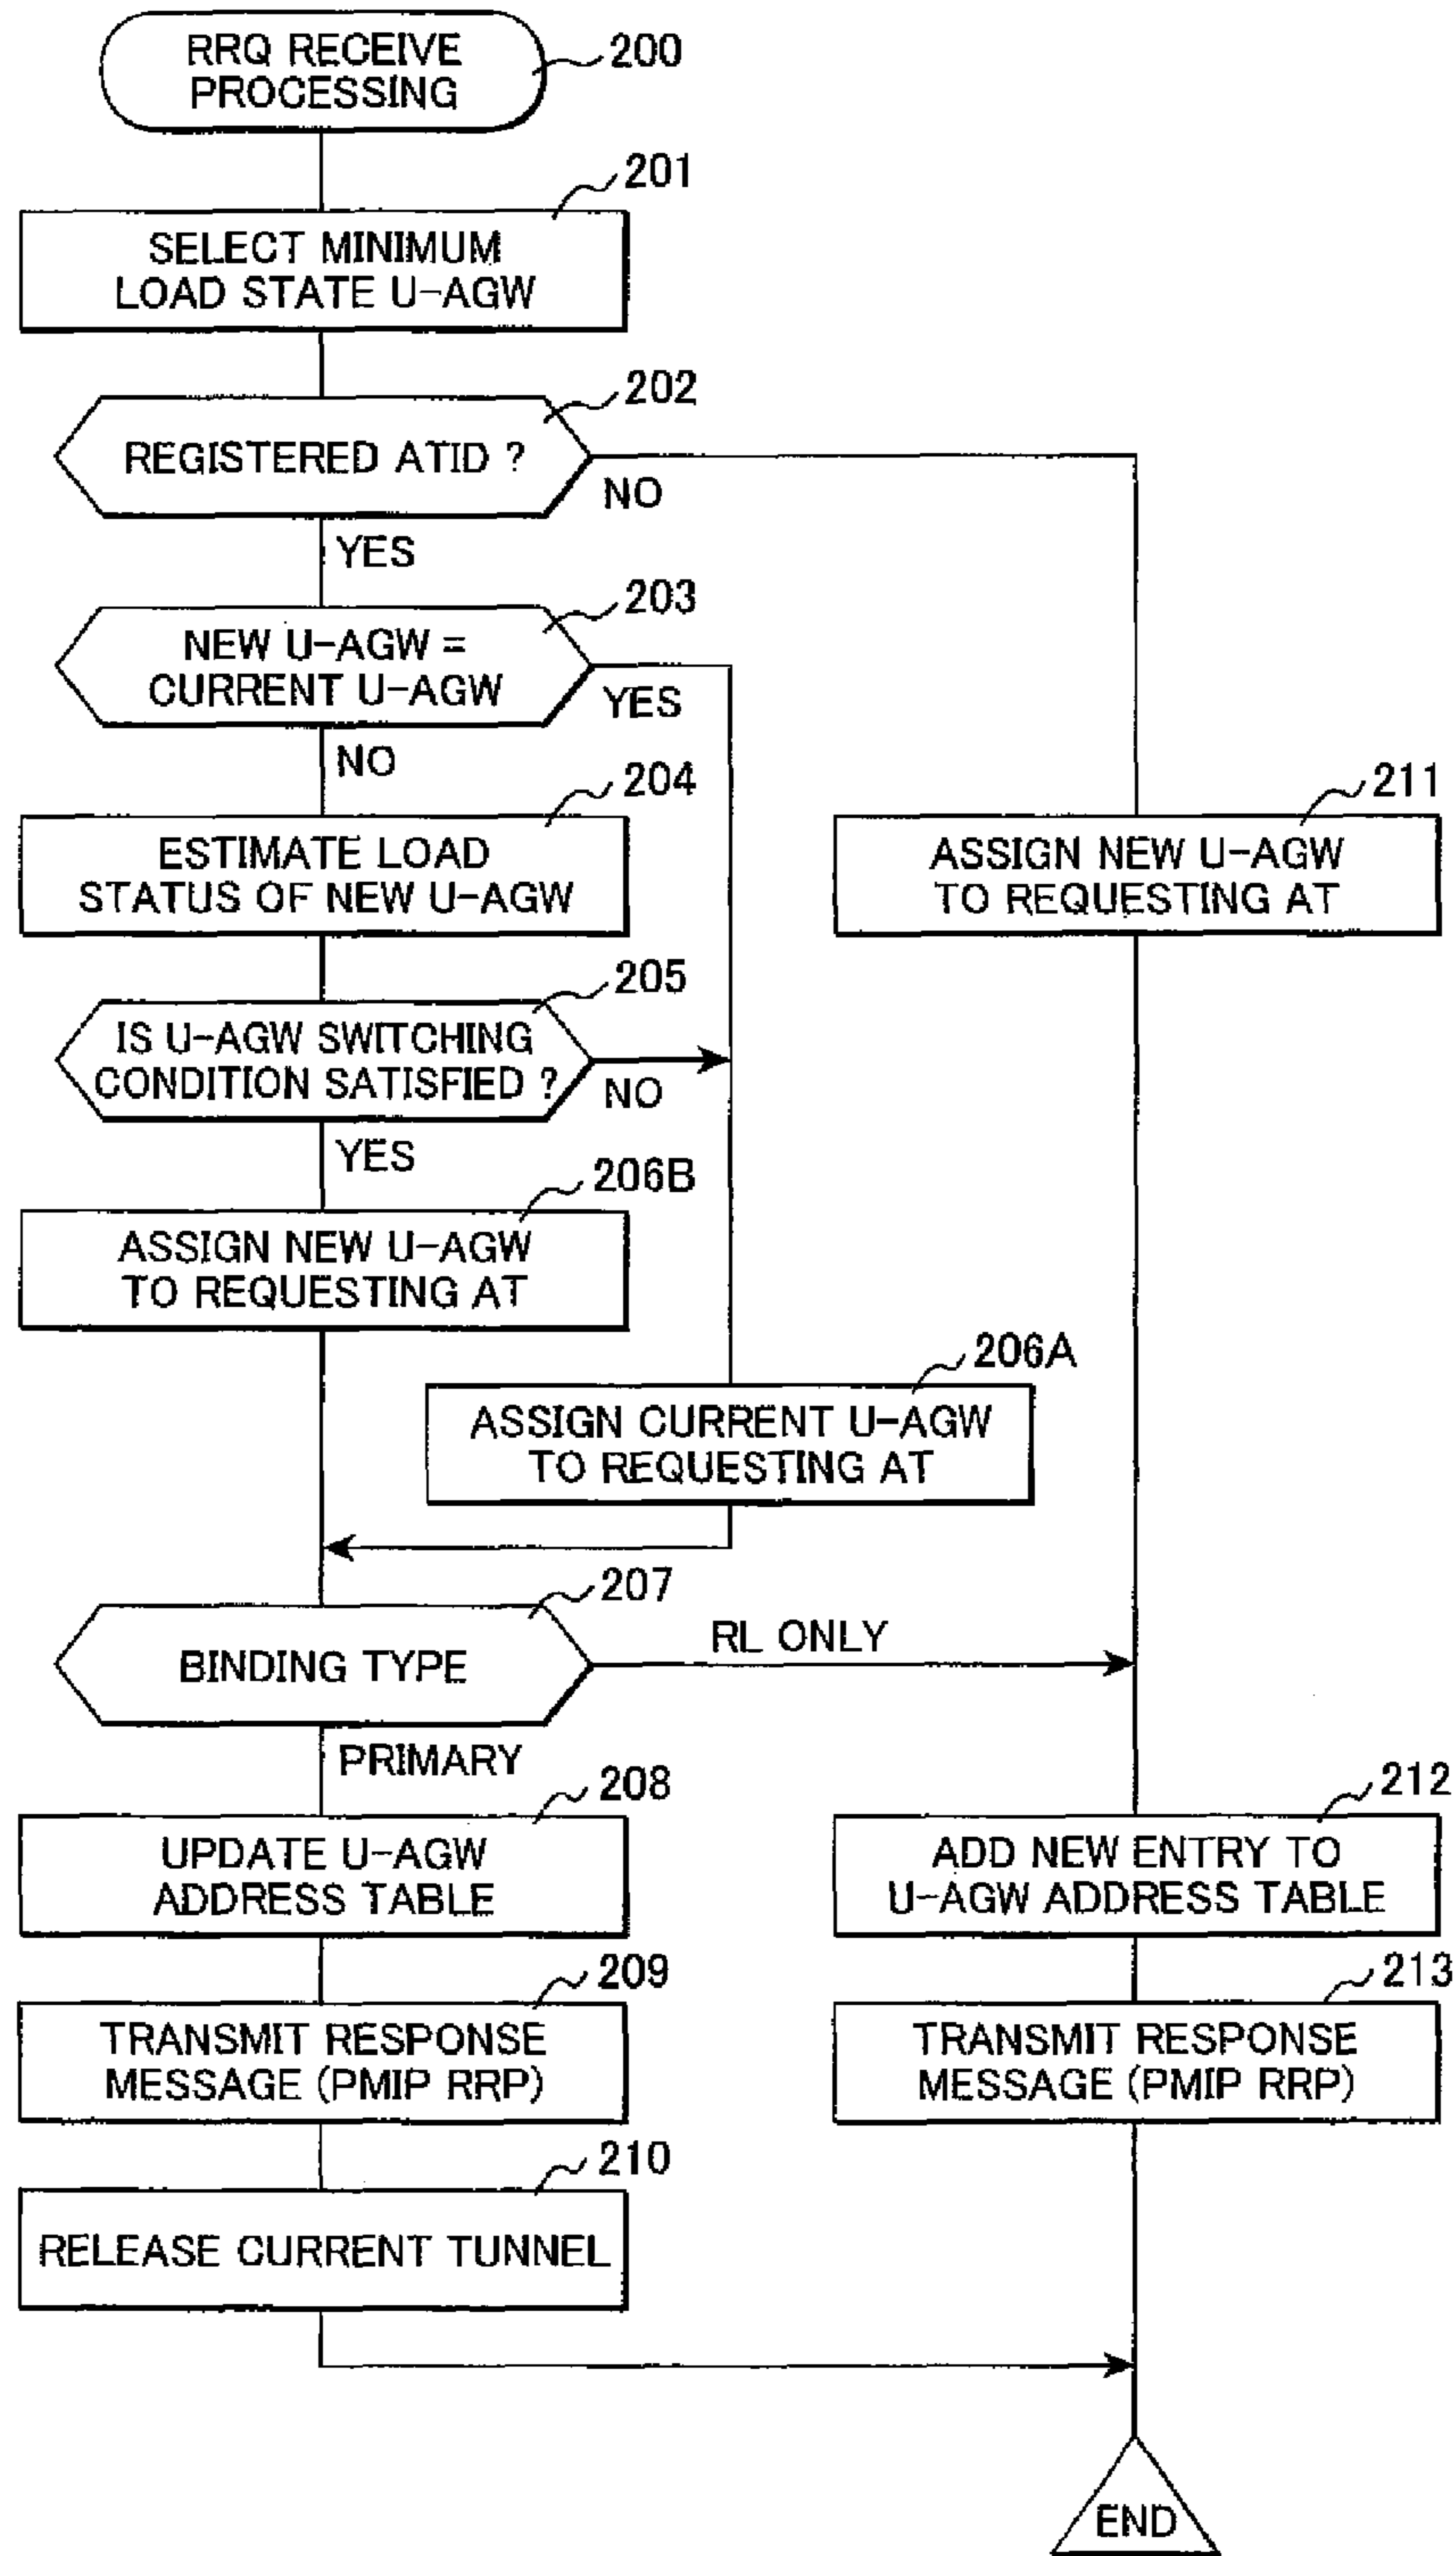 RRQ RECEIVE
PROCESSING
200
201
SELECT MINIMUM
LOAD STATE U-AGW
202
REGISTERED ATID ?
NO
YES
203
NEW U-AGW =
CURRENT U-AGW
YES
NO
204
ESTIMATE LOAD
STATUS OF NEW U-AGW
211
ASSIGN NEW U-AGW
TO REQUESTING AT
205
IS U-AGW SWITCHING
CONDITION SATISFIED ?
NO
YES
206B
ASSIGN NEW U-AGW
TO REQUESTING AT
206A
ASSIGN CURRENT U-AGW
TO REQUESTING AT
207
BINDING TYPE
RL ONLY
PRIMARY
208
UPDATE U-AGW
ADDRESS TABLE
212
ADD NEW ENTRY TO
U-AGW ADDRESS TABLE
209
TRANSMIT RESPONSE
MESSAGE (PMIP RRP)
213
TRANSMIT RESPONSE
MESSAGE (PMIP RRP)
210
RELEASE CURRENT TUNNEL
END